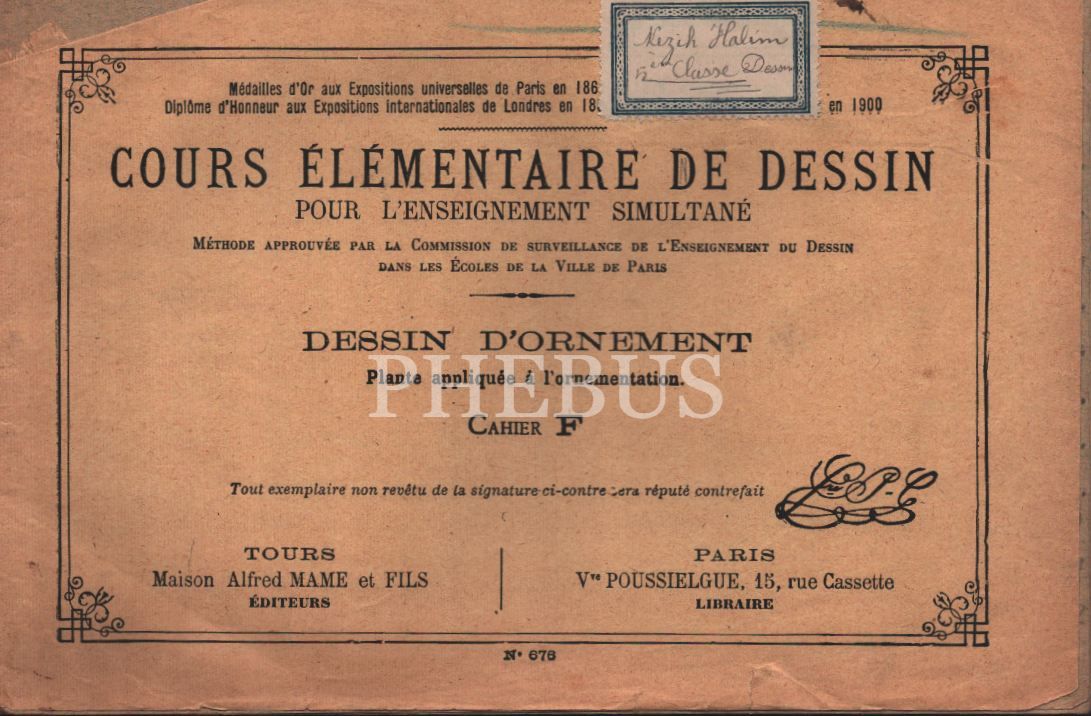 Nezih Halim
Classe Dessin
Médailles d'Or aux Expositions universelles de Paris en 186
Diplôme d'Honneur aux Expositions internationales de Londres en 18
en 1900
COURS ÉLÉMENTAIRE DE DESSIN
POUR L'ENSEIGNEMENT SIMULTANÉ
MÉTHODE APPROUVÉE PAR LA COMMISSION DE SURVEILLANCE DE L'ENSEIGNEMENT DU DESSIN
DANS LES ÉCOLES DE LA VILLE DE PARIS
DESSIN D'ORNEMENT
Plante appliquée à l'ornementation.
PHEBUS
CAHIER F
Tout exemplaire non revêtu de la signature ci-contre sera réputé contrefait
TOURS
Maison Alfred MAME et FILS
ÉDITEURS
PARIS
Vve POUSSIELGUE, 15, rue Cassette
LIBRAIRE
N° 676